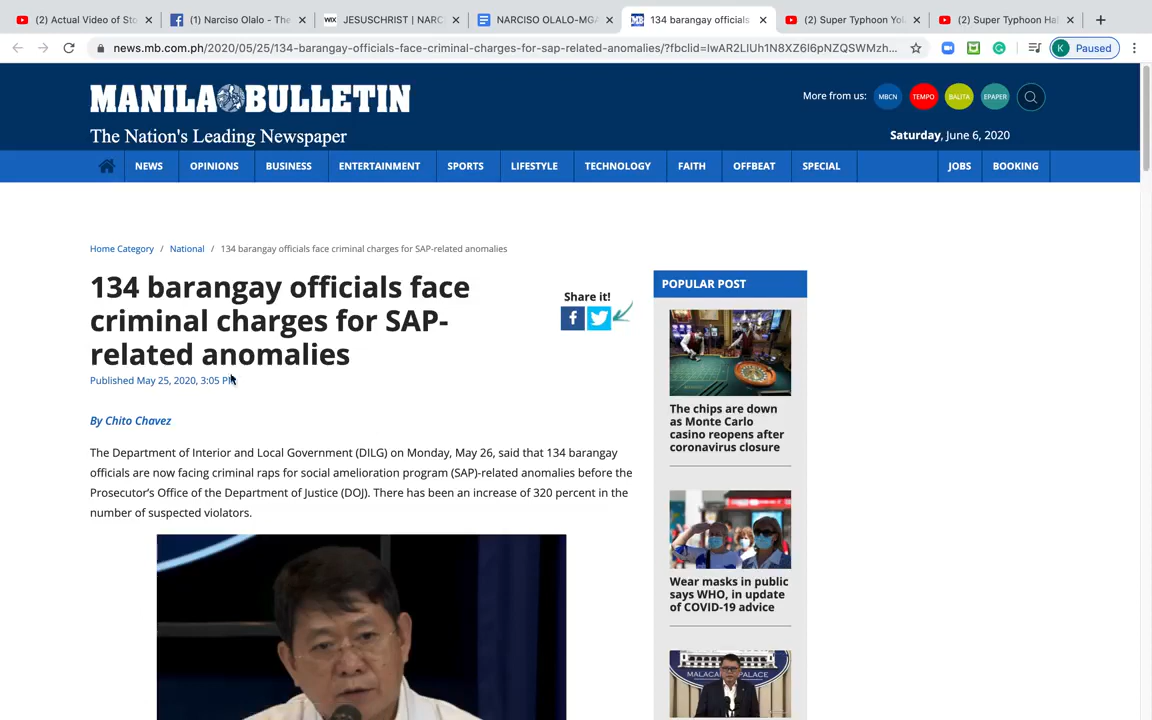 (2) Actual Video of Sto
(1) Narciso Olalo - The
WIX JESUSCHRIST | NARC
NARCISO OLALO-MGA
MB 134 barangay officials
(2) Super Typhoon Yol
(2) Super Typhoon Hai
news.mb.com.ph/2020/05/25/134-barangay-officials-face-criminal-charges-for-sap-related-anomalies/?fbclid=IwAR2LIUh1N8XZ6l6pNZQSWMzh...
K Paused
MANILA BULLETIN
The Nation's Leading Newspaper
More from us: MBCN TEMPO BALITA EPAPER
Saturday, June 6, 2020
NEWS OPINIONS BUSINESS ENTERTAINMENT SPORTS LIFESTYLE TECHNOLOGY FAITH OFFBEAT SPECIAL JOBS BOOKING
Home Category / National / 134 barangay officials face criminal charges for SAP-related anomalies
134 barangay officials face
criminal charges for SAP-
related anomalies
Published May 25, 2020, 3:05 PM
Share it!
By Chito Chavez
The Department of Interior and Local Government (DILG) on Monday, May 26, said that 134 barangay
officials are now facing criminal raps for social amelioration program (SAP)-related anomalies before the
Prosecutor's Office of the Department of Justice (DOJ). There has been an increase of 320 percent in the
number of suspected violators.
POPULAR POST
The chips are down
as Monte Carlo
casino reopens after
coronavirus closure
Wear masks in public
says WHO, in update
of COVID-19 advice
MALACAÑANG PALACE